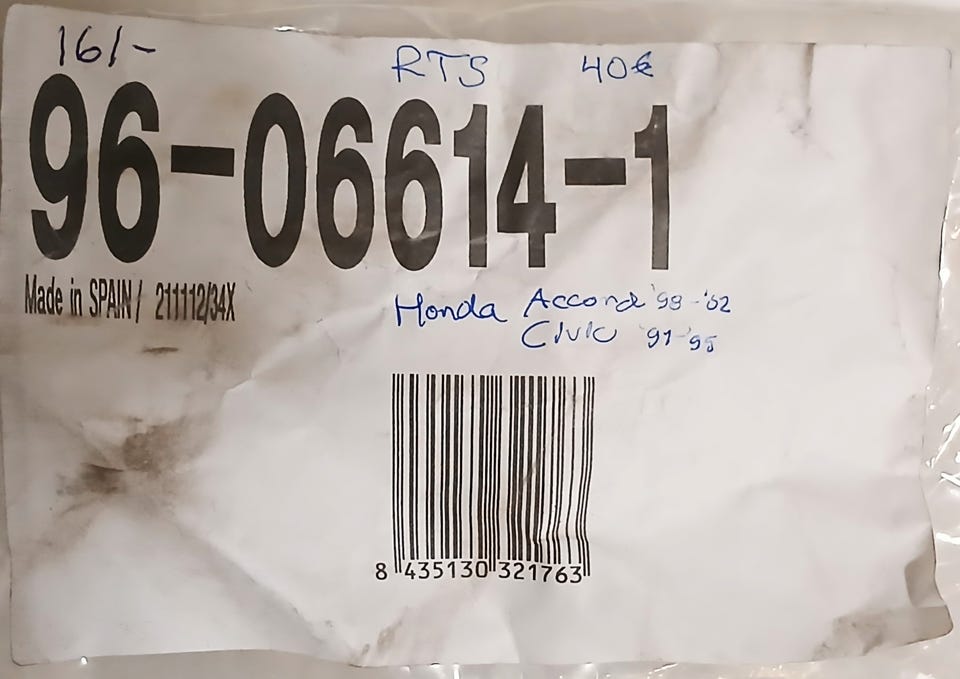 16/-
RTS 40€
96-06614-1
Made in SPAIN/ 211112/34X
Honda Accord '98-'02
Civic '91-'95
8 435130 321763